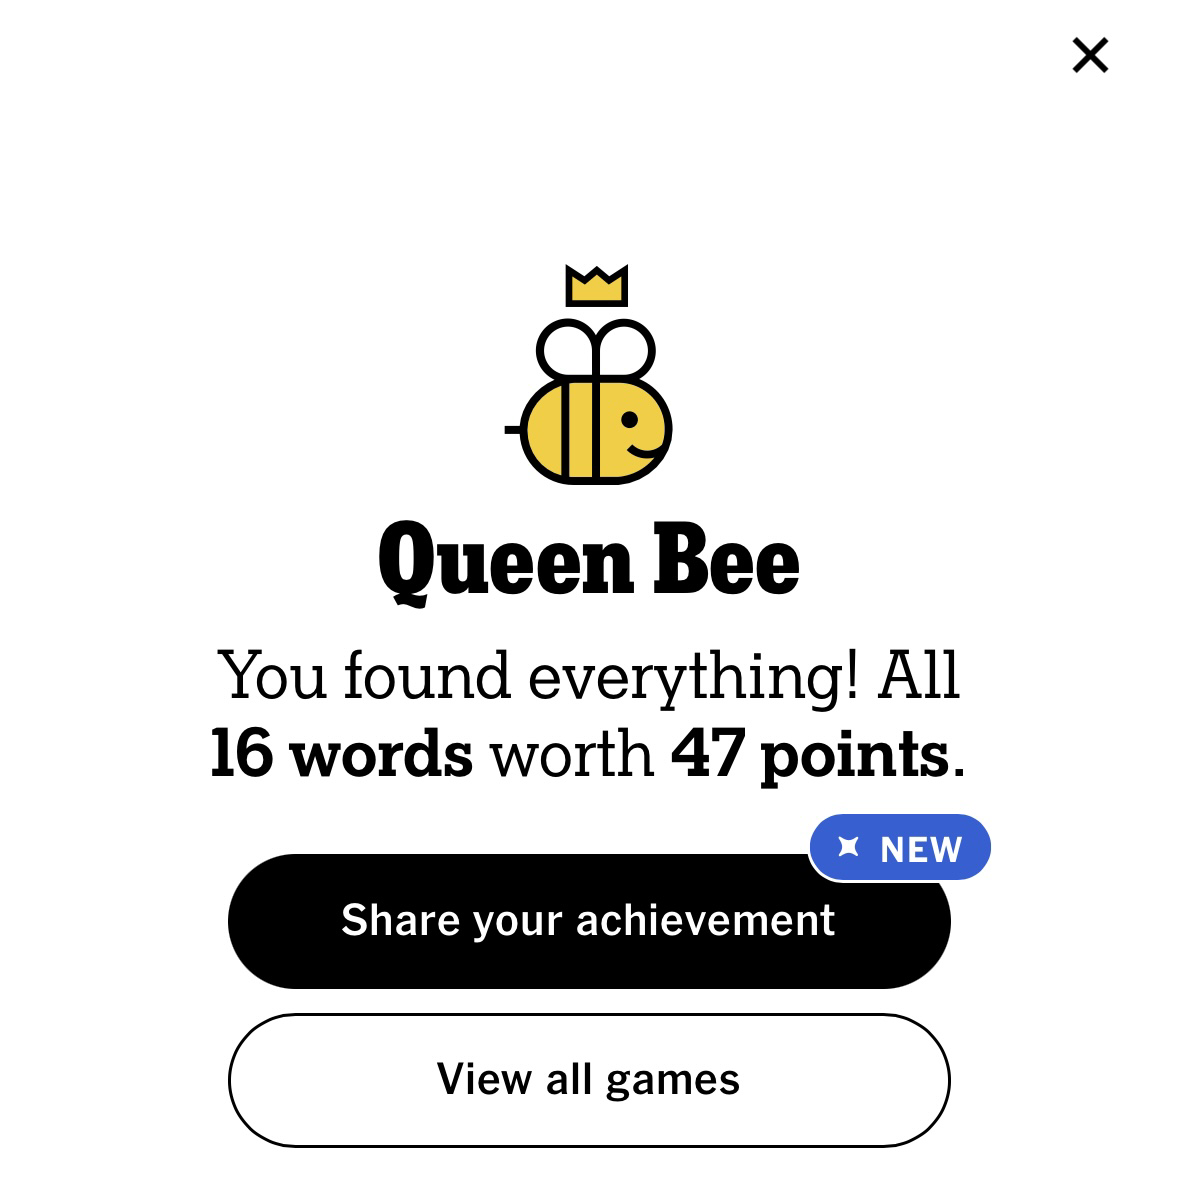 Queen Bee
You found everything! All
16 words worth 47 points.
NEW
Share your achievement
View all games